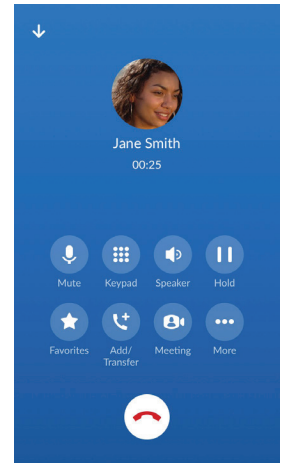 Jane Smith
00:25
Mute Keypad Speaker Hold
Favorites Add/ Meeting More
Transfer